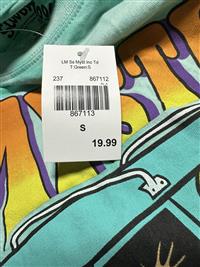 LM Ss Myst Inc Td
T:Green:S
237 867112
867113
S
19.99